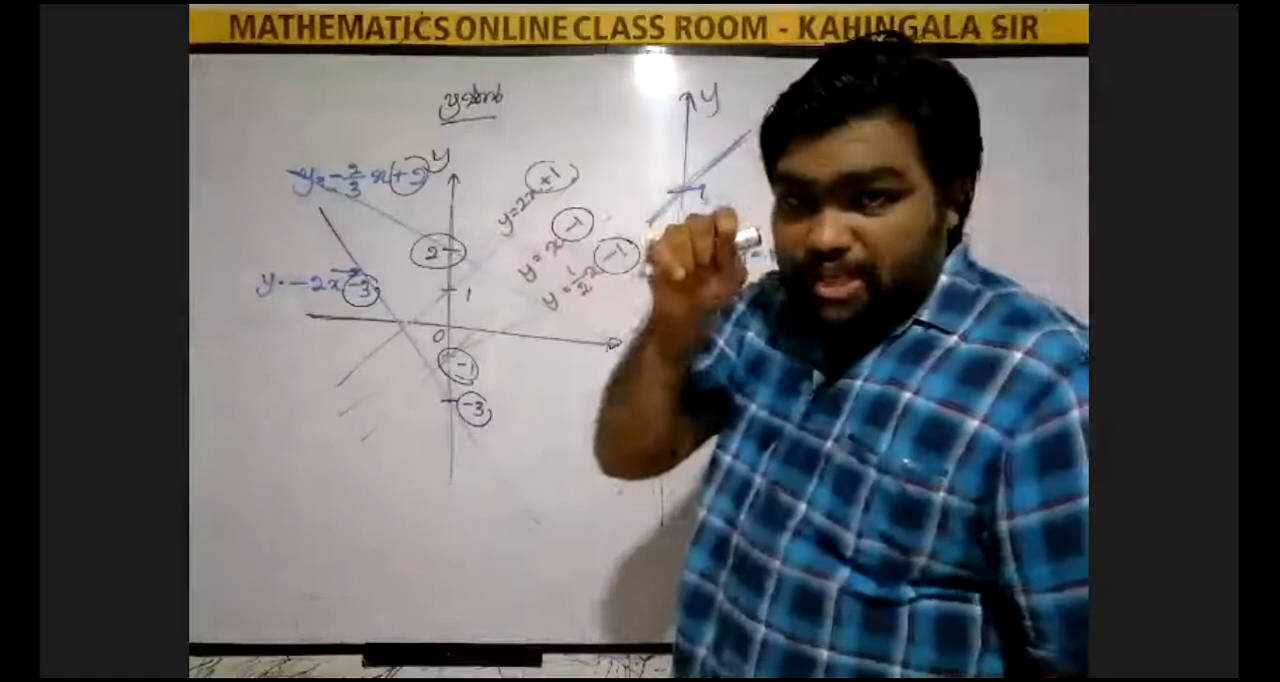 MATHEMATICS ONLINE CLASS ROOM - KAHINGALA SIR
y
y = -2/3 x + 2
y
y = 2x + 1
y = x - 1
y = 1/2 x - 1
2
y = -2x - 3
1
0
-1
-3